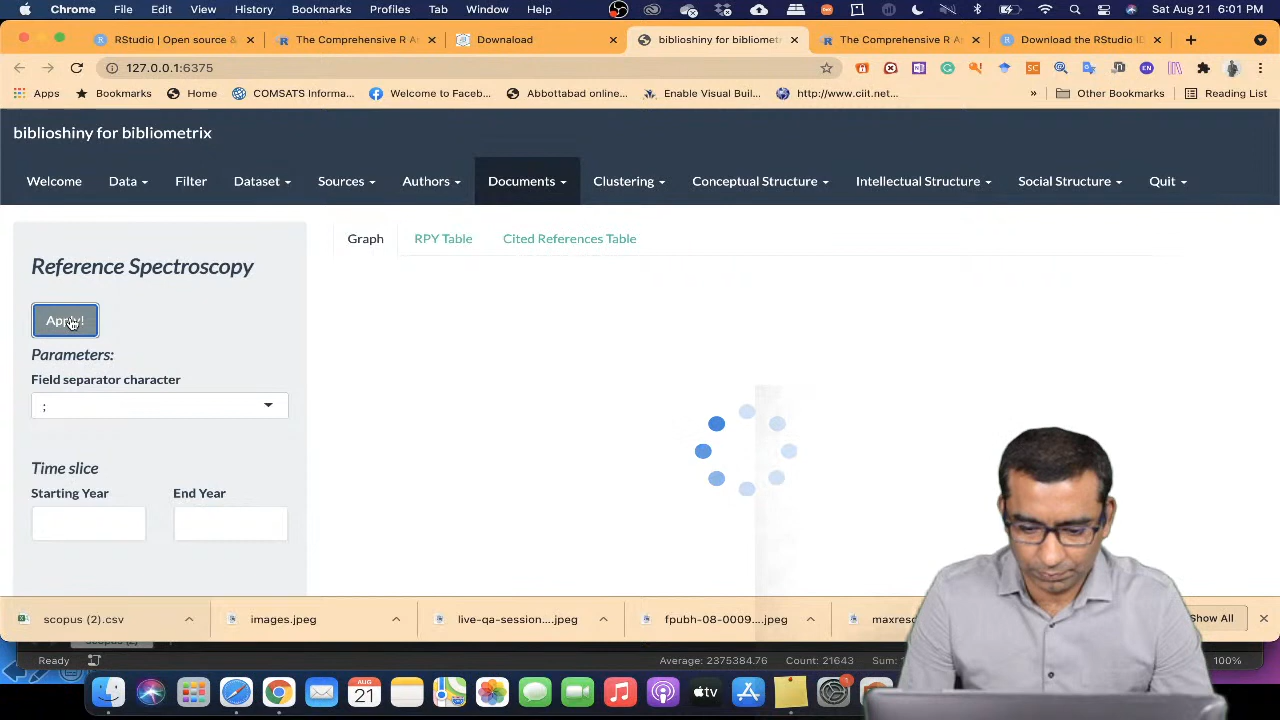 Chrome File Edit View History Bookmarks Profiles Tab Window Help Sat Aug 21 6:01 PM
RStudio | Open source & The Comprehensive R A Downaloads biblioshiny for bibliometr The Comprehensive R A Download the RStudio ID
127.0.0.1:6375
Apps Bookmarks Home COMSATS Informa... Welcome to Faceb... Abbottabad online... Enable Visual Buil... http://www.ciit.net... » Other Bookmarks Reading List
biblioshiny for bibliometrix
Welcome Data Filter Dataset Sources Authors Documents Clustering Conceptual Structure Intellectual Structure Social Structure Quit
Graph RPY Table Cited References Table
Reference Spectroscopy
Apply!
Parameters:
Field separator character
;
Time slice
Starting Year End Year
scopus (2).csv images.jpeg live-qa-session....jpeg fpubh-08-0009....jpeg Show All
Ready Average: 2375384.76 Count: 21643 Sum: 100%
AUG
21
tv
1